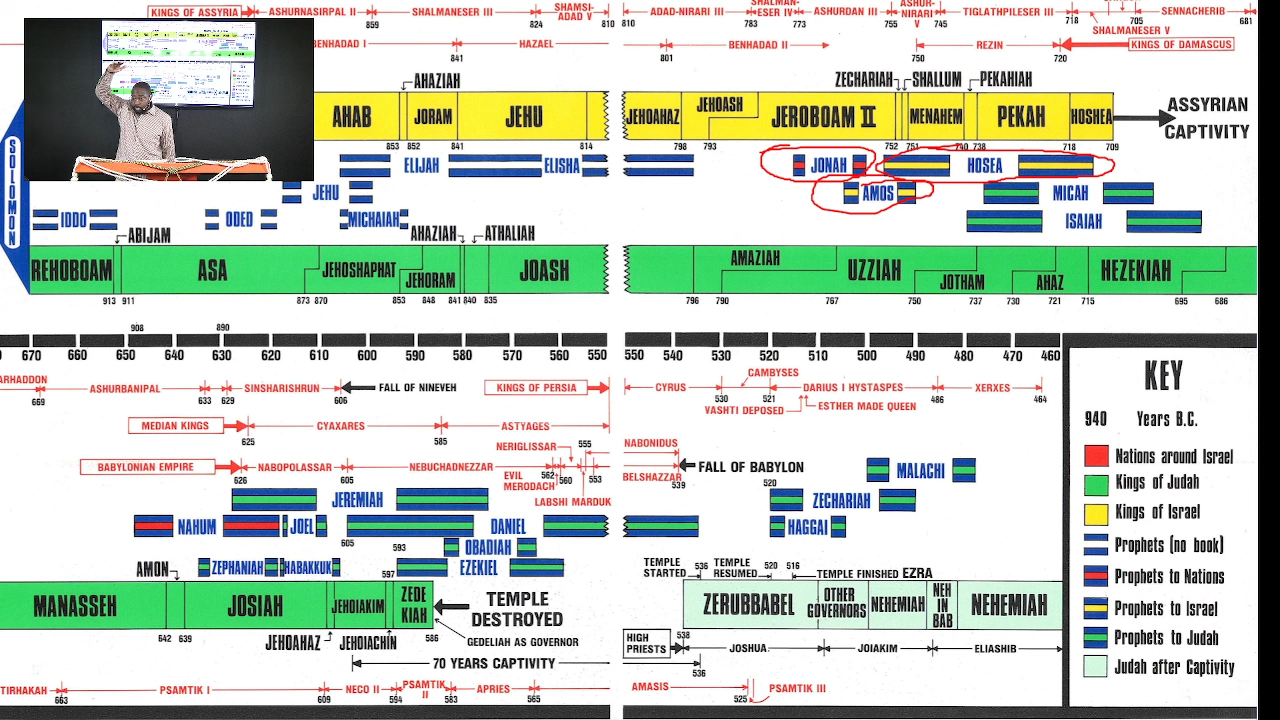 KINGS OF ASSYRIA
ASHURNASIRPAL II
SHALMANESER III
SHAMSI-
ADAD V
ADAD-NIRARI III
SHALMAN-
ESER IV
ASHURDAN III
ASHUR-
NIRARI
V
TIGLATHPILESER III
SENNACHERIB
859
824
810
810
783
773
755
745
718
705
681
SHALMANESER V
BENHADAD I
HAZAEL
BENHADAD II
REZIN
KINGS OF DAMASCUS
841
801
750
720
AHAZIAH
ZECHARIAH
SHALLUM
PEKAHIAH
AHAB
JORAM
JEHU
JEHOAHAZ
JEHOASH
JEROBOAM II
MENAHEM
PEKAH
HOSHEA
ASSYRIAN
CAPTIVITY
853
852
841
814
798
793
752
751
740
738
718
709
SOLOMON
ELIJAH
ELISHA
JONAH
HOSEA
JEHU
AMOS
MICAH
IDDO
ODED
MICHAIAH
ISAIAH
ABIJAM
AHAZIAH
ATHALIAH
REHOBOAM
ASA
JEHOSHAPHAT
JEHORAM
JOASH
AMAZIAH
UZZIAH
JOTHAM
AHAZ
HEZEKIAH
913
911
873
870
853
848
841
840
835
796
790
767
750
737
730
721
715
695
686
908
890
670
660
650
640
630
620
610
600
590
580
570
560
550
550
540
530
520
510
500
490
480
470
460
ARHADDON
ASHURBANIPAL
SINSHARISHRUN
FALL OF NINEVEH
KINGS OF PERSIA
CYRUS
CAMBYSES
DARIUS I HYSTASPES
XERXES
669
633
629
606
530
521
486
464
VASHTI DEPOSED
ESTHER MADE QUEEN
MEDIAN KINGS
CYAXARES
ASTYAGES
625
585
NERIGLISSAR
555
NABONIDUS
BABYLONIAN EMPIRE
NABOPOLASSAR
NEBUCHADNEZZAR
BELSHAZZAR
FALL OF BABYLON
626
605
EVIL
MERODACH
562
560
553
539
LABSHI MARDUK
JEREMIAH
MALACHI
520
ZECHARIAH
NAHUM
JOEL
DANIEL
HAGGAI
605
593
OBADIAH
ZEPHANIAH
HABAKKUK
EZEKIEL
AMON
597
TEMPLE
STARTED
536
TEMPLE
RESUMED
520
516
TEMPLE FINISHED
EZRA
MANASSEH
JOSIAH
JEHOIAKIM
ZEDE
KIAH
TEMPLE
DESTROYED
ZERUBBABEL
OTHER
GOVERNORS
NEHEMIAH
NEH
IN
BAB
NEHEMIAH
642
639
JEHOAHAZ
JEHOIACHIN
586
GEDELIAH AS GOVERNOR
HIGH
PRIESTS
538
JOSHUA
JOIAKIM
ELIASHIB
70 YEARS CAPTIVITY
536
TIRHAKAH
PSAMTIK I
NECO II
PSAMTIK
II
APRIES
AMASIS
PSAMTIK III
663
609
594
583
565
525
KEY
940 Years B.C.
Nations around Israel
Kings of Judah
Kings of Israel
Prophets (no book)
Prophets to Nations
Prophets to Israel
Prophets to Judah
Judah after Captivity